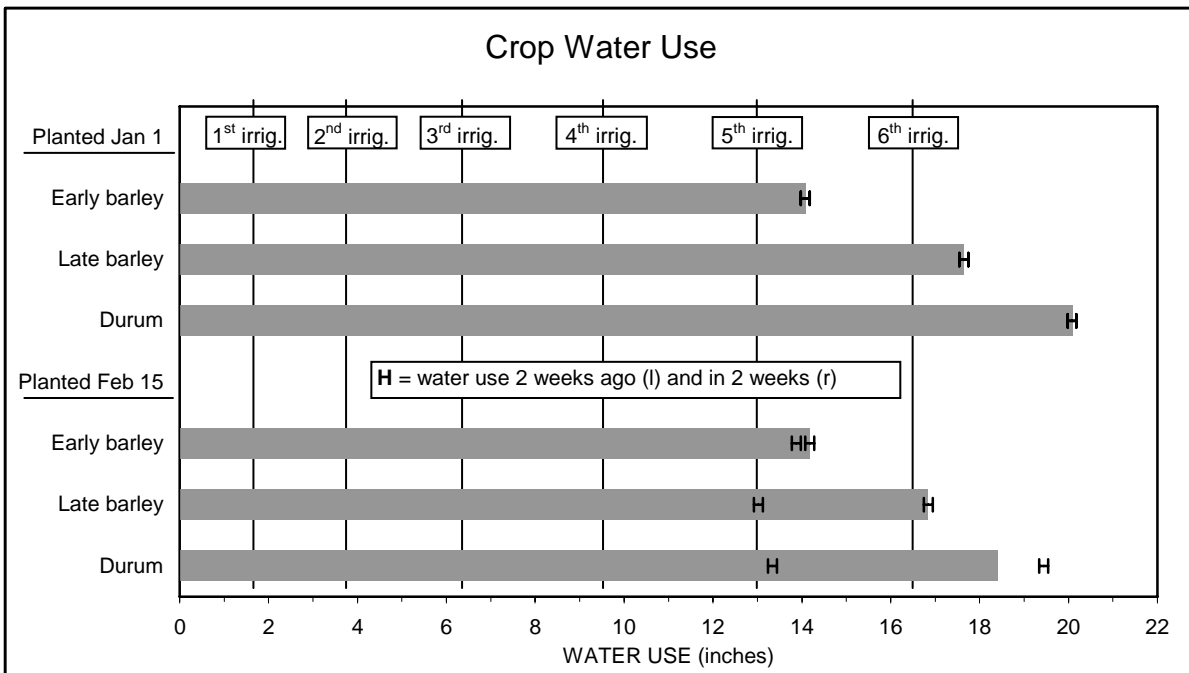 Crop Water Use
Planted Jan 1
1st irrig. 2nd irrig. 3rd irrig. 4th irrig. 5th irrig. 6th irrig.
Early barley
Late barley
Durum
Planted Feb 15
H = water use 2 weeks ago (l) and in 2 weeks (r)
Early barley
Late barley
Durum
0 2 4 6 8 10 12 14 16 18 20 22
WATER USE (inches)